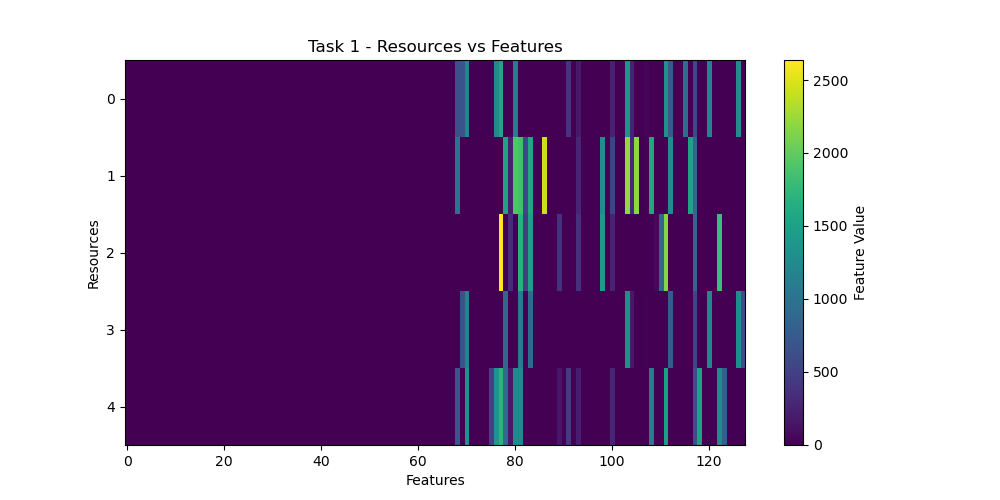 Task 1 - Resources vs Features
0
1
2
3
4
Resources
0 20 40 60 80 100 120
Features
2500
2000
1500
1000
500
0
Feature Value